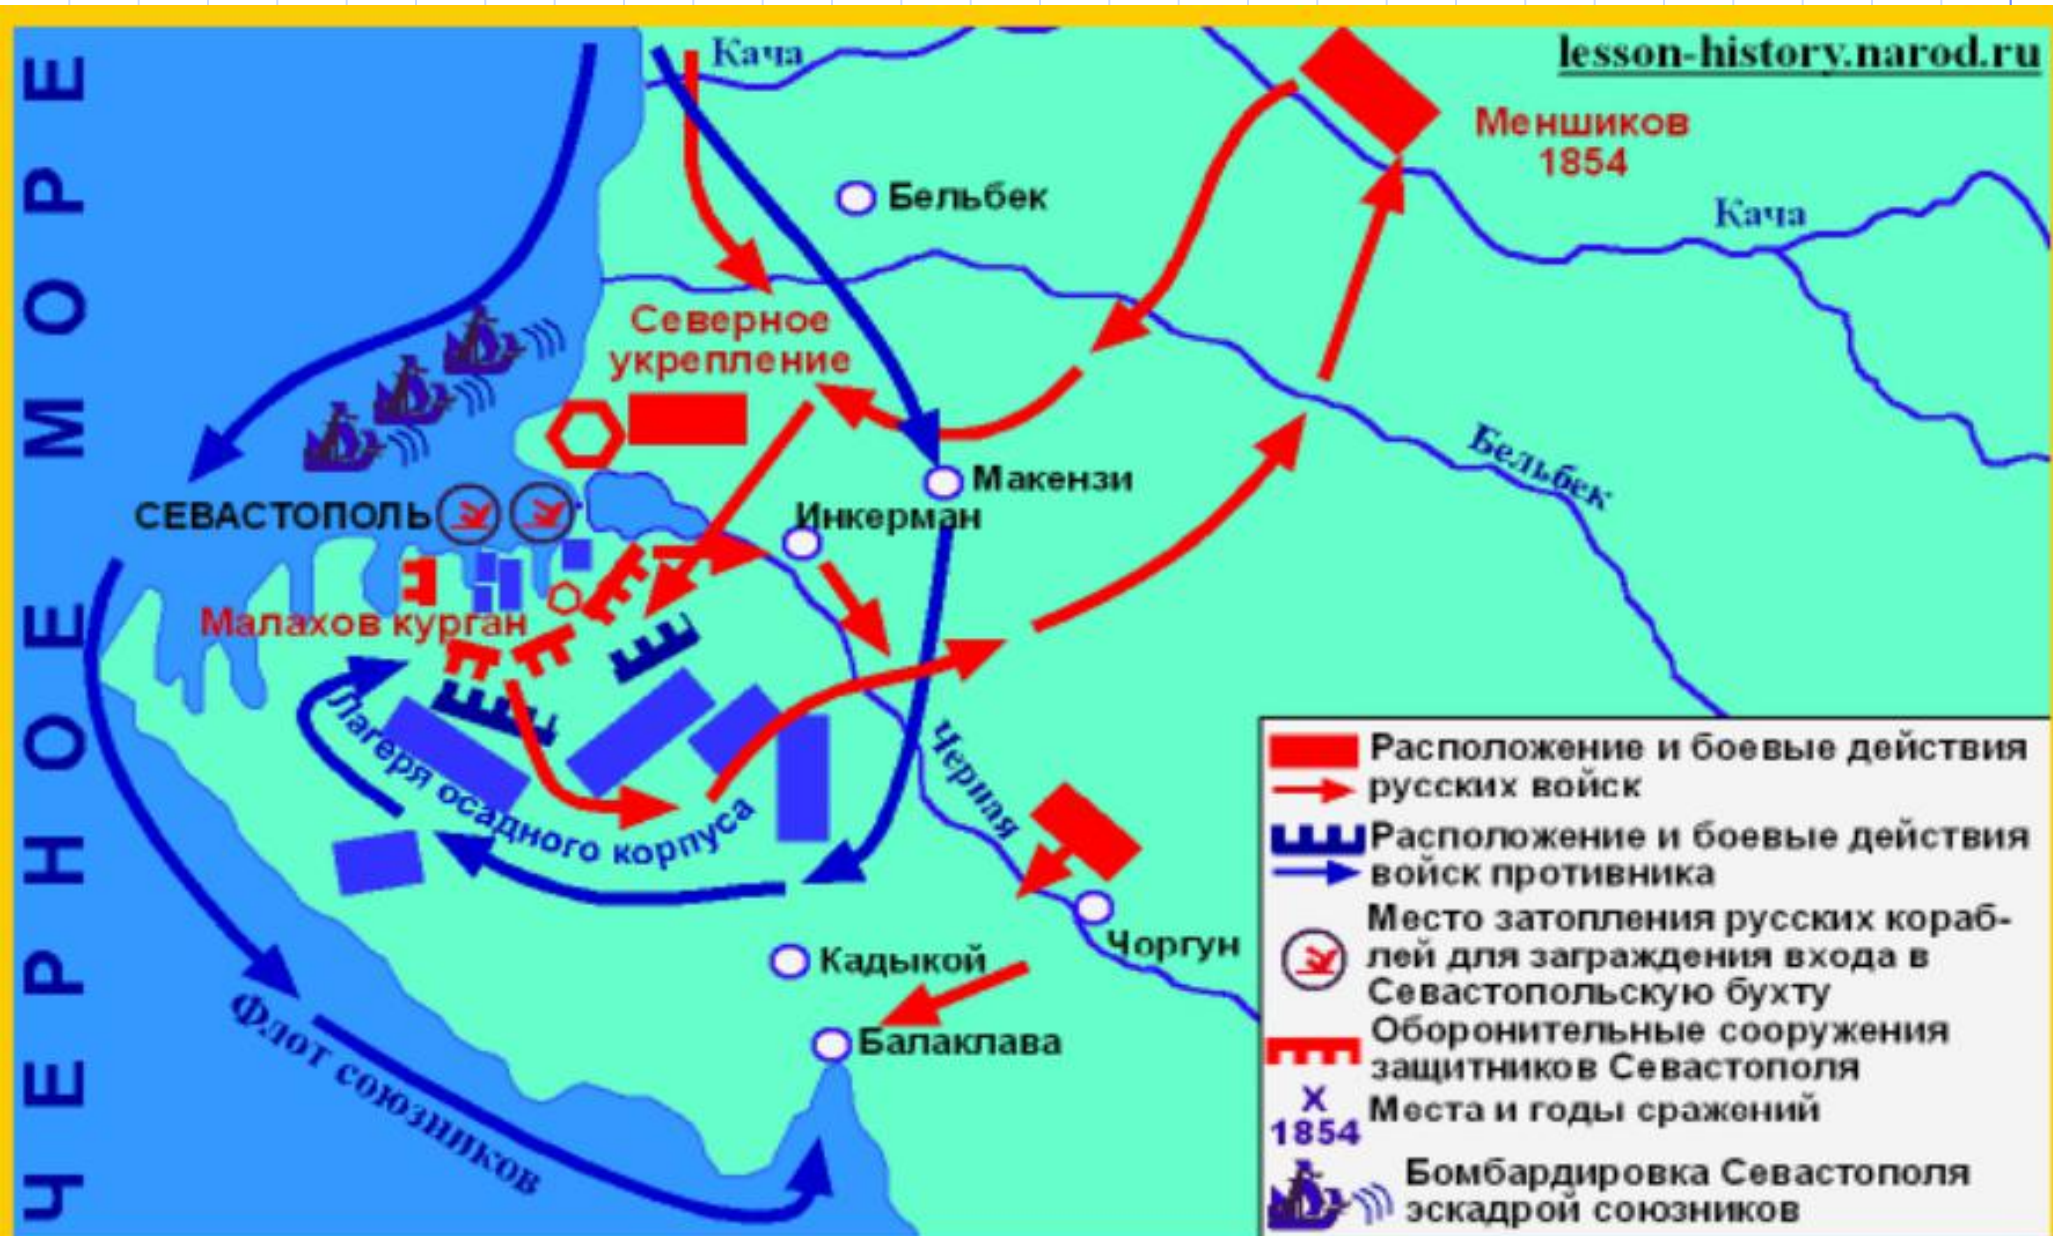 lesson-history.narod.ru
ЧЕРНОЕ МОРЕ
Кача
Меншиков
1854
Бельбек
Кача
Северное
укрепление
Бельбек
Макензи
СЕВАСТОПОЛЬ
Инкерман
Малахов курган
Лагеря осадного корпуса
Черная
Чоргун
Кадыкой
Балаклава
Флот союзников
Расположение и боевые действия
русских войск
Расположение и боевые действия
войск противника
Место затопления русских кораб-
лей для заграждения входа в
Севастопольскую бухту
Оборонительные сооружения
защитников Севастополя
X
1854
Места и годы сражений
Бомбардировка Севастополя
эскадрой союзников